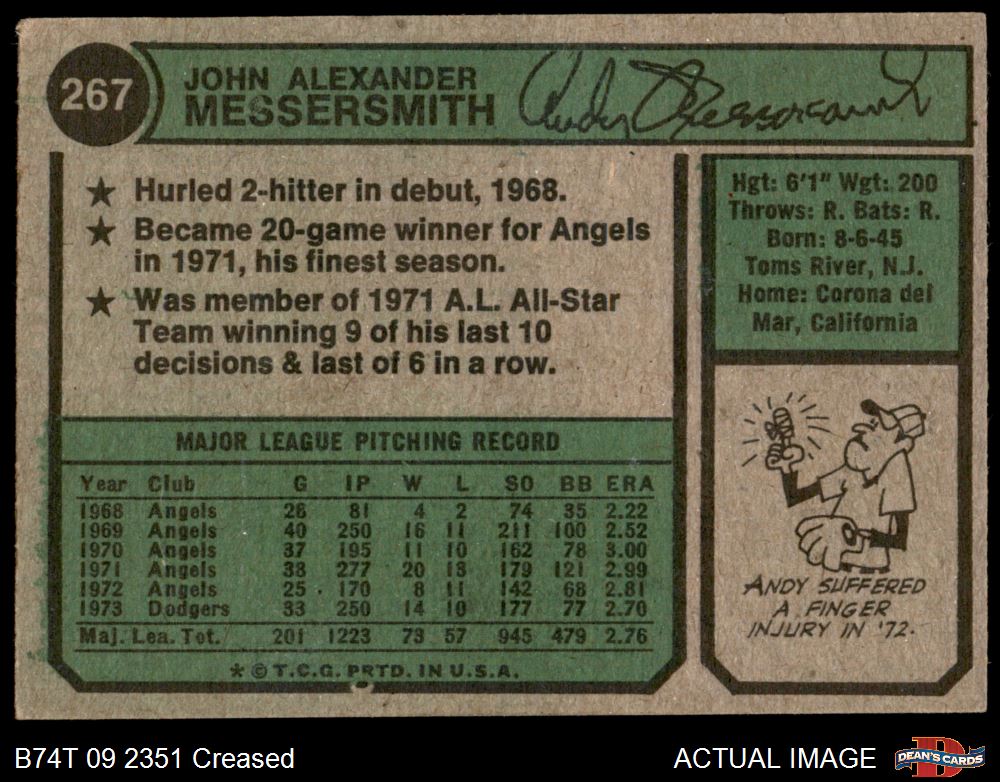 267
JOHN ALEXANDER
MESSERSMITH
Andy Messersmith
★ Hurled 2-hitter in debut, 1968.
★ Became 20-game winner for Angels
in 1971, his finest season.
★ Was member of 1971 A.L. All-Star
Team winning 9 of his last 10
decisions & last of 6 in a row.
Hgt: 6'1" Wgt: 200
Throws: R. Bats: R.
Born: 8-6-45
Toms River, N.J.
Home: Corona del
Mar, California
MAJOR LEAGUE PITCHING RECORD
Year Club G IP W L SO BB ERA
1968 Angels 26 81 4 2 74 35 2.22
1969 Angels 40 250 16 11 211 100 2.52
1970 Angels 37 195 11 10 162 78 3.00
1971 Angels 38 277 20 13 179 121 2.99
1972 Angels 25 170 8 11 142 68 2.81
1973 Dodgers 33 250 14 10 177 77 2.70
Maj. Lea. Tot. 201 1223 73 57 945 479 2.76
* © T.C.G. PRTD. IN U.S.A.
ANDY SUFFERED
A FINGER
INJURY IN '72.
B74T 09 2351 Creased
ACTUAL IMAGE
D
DEAN'S CARDS